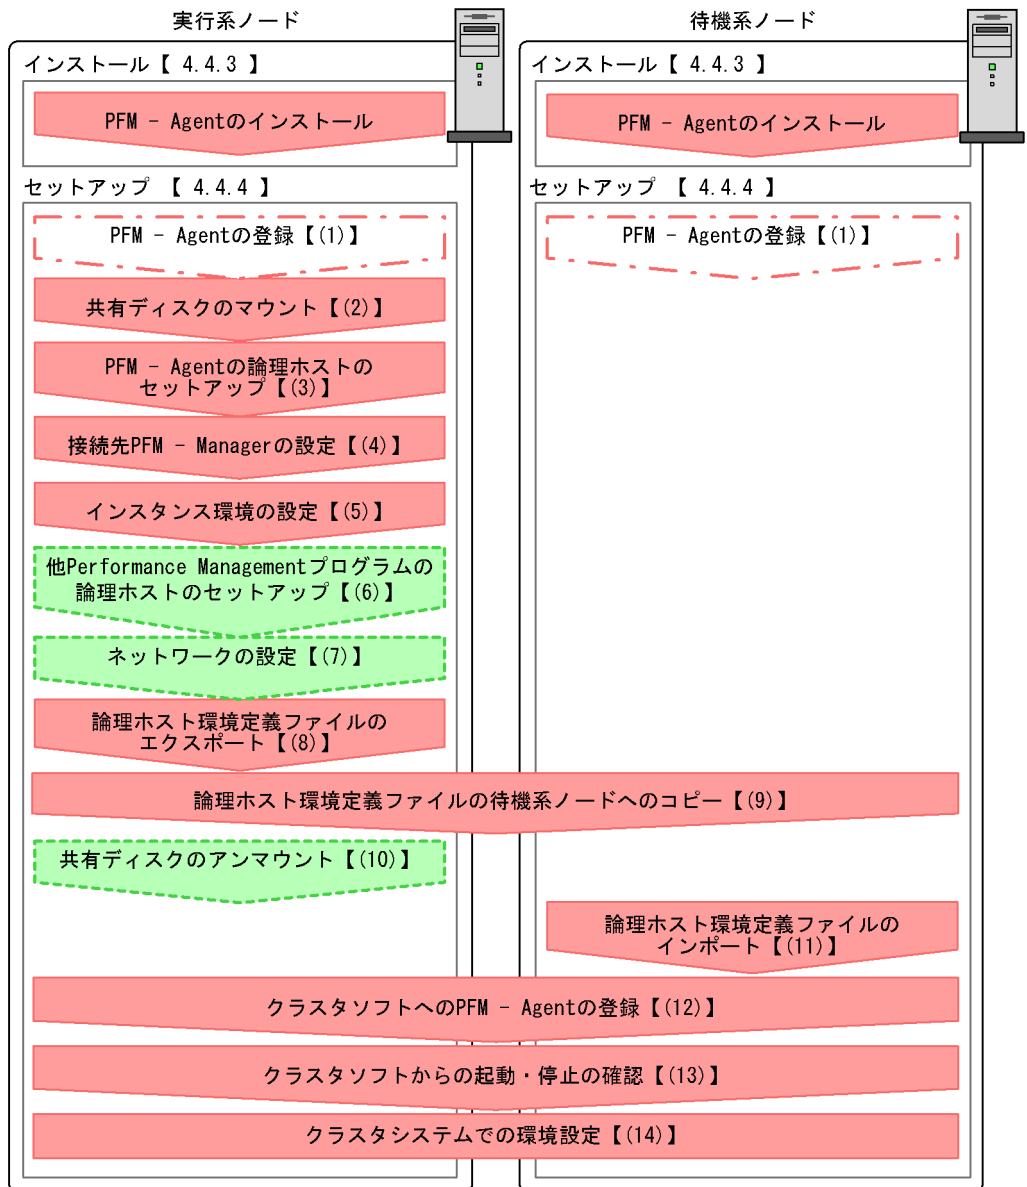 実行系ノード
待機系ノード
インストール【 4.4.3 】
インストール【 4.4.3 】
PFM － Agentのインストール
PFM － Agentのインストール
セットアップ 【 4.4.4 】
セットアップ 【 4.4.4 】
PFM － Agentの登録【(1)】
PFM － Agentの登録【(1)】
共有ディスクのマウント【(2)】
PFM － Agentの論理ホストの
セットアップ【(3)】
接続先PFM － Managerの設定【(4)】
インスタンス環境の設定【(5)】
他Performance Managementプログラムの
論理ホストのセットアップ【(6)】
ネットワークの設定【(7)】
論理ホスト環境定義ファイルの
エクスポート【(8)】
論理ホスト環境定義ファイルの待機系ノードへのコピー【(9)】
共有ディスクのアンマウント【(10)】
論理ホスト環境定義ファイルの
インポート【(11)】
クラスタソフトへのPFM － Agentの登録【(12)】
クラスタソフトからの起動・停止の確認【(13)】
クラスタシステムでの環境設定【(14)】